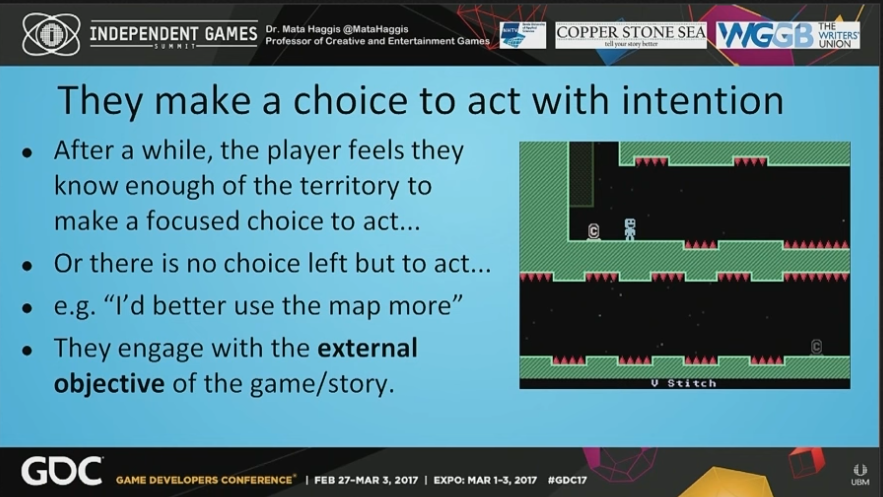 INDEPENDENT GAMES
SUMMIT
Dr. Mata Haggis @MataHaggis
Professor of Creative and Entertainment Games
NHTV
COPPER STONE SEA
tell your story better
WGGB
THE
WRITERS'
UNION
They make a choice to act with intention
• After a while, the player feels they
know enough of the territory to
make a focused choice to act...
• Or there is no choice left but to act...
• e.g. “I’d better use the map more”
• They engage with the external
objective of the game/story.
C
C
V Stitch
GDC
GAME DEVELOPERS CONFERENCE® | FEB 27-MAR 3, 2017 | EXPO: MAR 1-3, 2017 #GDC17
UBM